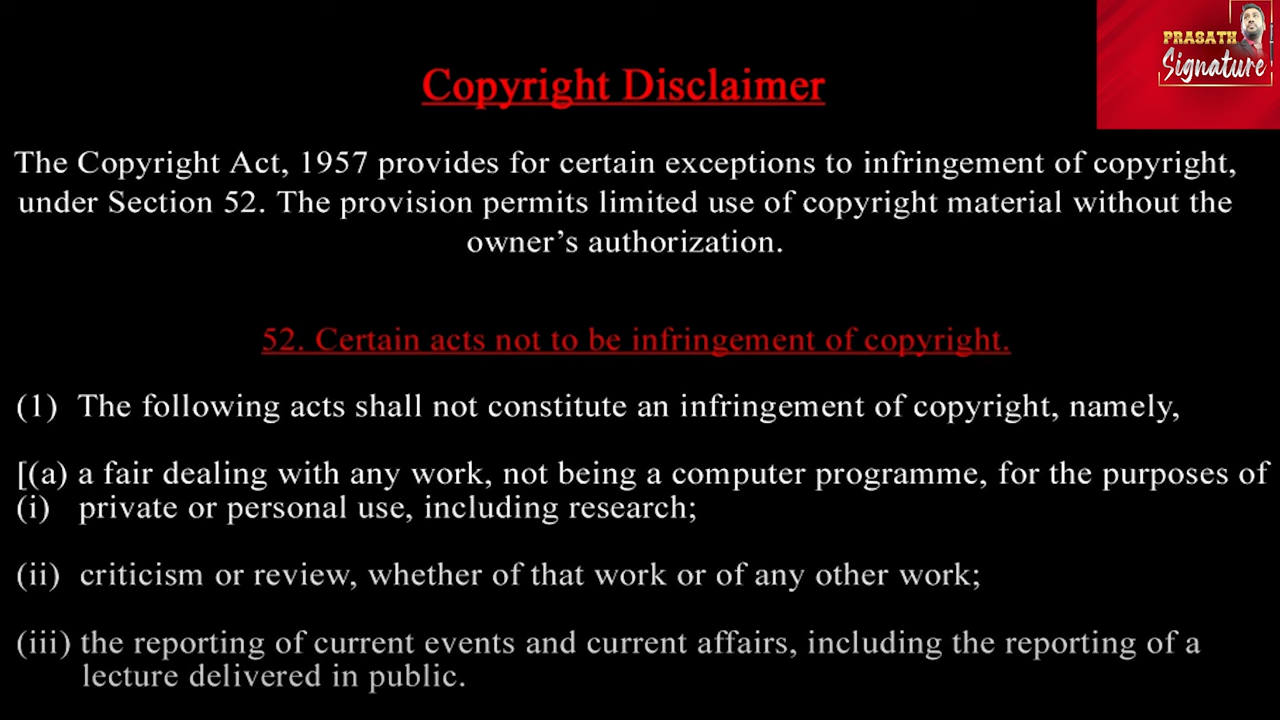 PRASATH
Signature
Copyright Disclaimer
The Copyright Act, 1957 provides for certain exceptions to infringement of copyright,
under Section 52. The provision permits limited use of copyright material without the
owner’s authorization.
52. Certain acts not to be infringement of copyright.
(1) The following acts shall not constitute an infringement of copyright, namely,
[(a) a fair dealing with any work, not being a computer programme, for the purposes of
(i) private or personal use, including research;
(ii) criticism or review, whether of that work or of any other work;
(iii) the reporting of current events and current affairs, including the reporting of a
lecture delivered in public.